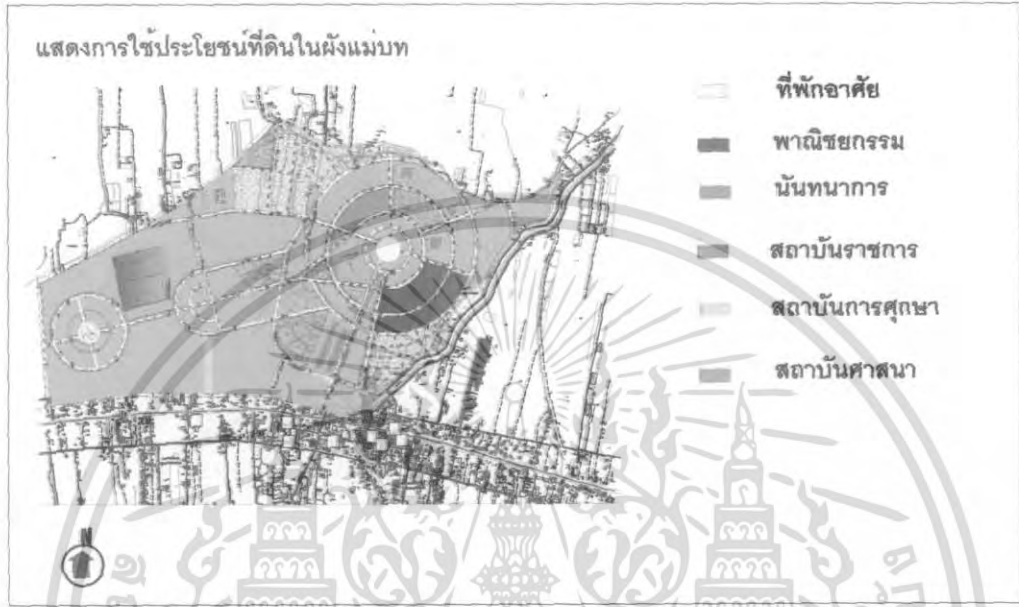 แสดงการใช้ประโยชน์ที่ดินในผังแม่บท
ที่พักอาศัย
พาณิชยกรรม
นันทนาการ
สถาบันราชการ
สถาบันการศุกษา
สถาบันศาสนา
N